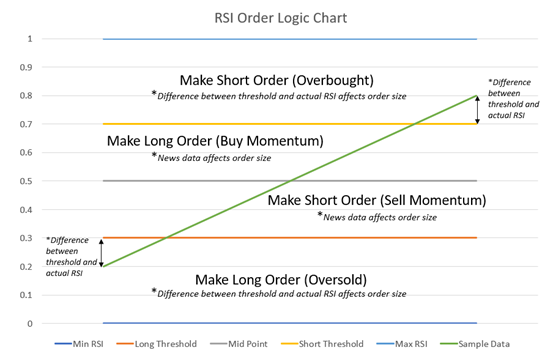 RSI Order Logic Chart
1
0.9
Make Short Order (Overbought)
*Difference between threshold and actual RSI affects order size
*Difference
between
threshold and
actual RSI
0.8
0.7
Make Long Order (Buy Momentum)
*News data affects order size
0.6
0.5
Make Short Order (Sell Momentum)
*News data affects order size
0.4
0.3
*Difference
between
threshold and
actual RSI
0.2
Make Long Order (Oversold)
*Difference between threshold and actual RSI affects order size
0.1
0
Min RSI Long Threshold Mid Point Short Threshold Max RSI Sample Data